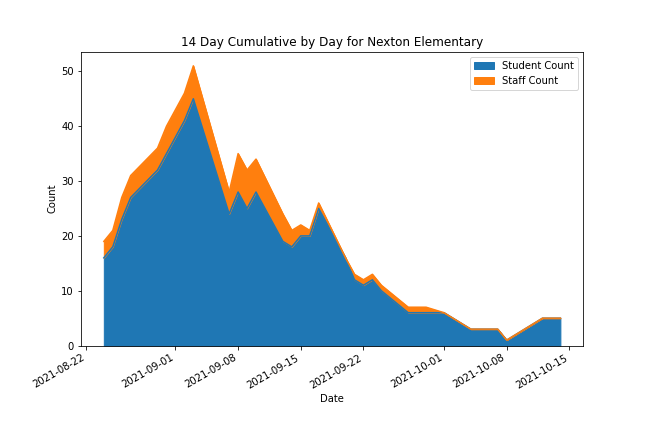 14 Day Cumulative by Day for Nexton Elementary
Student Count
Staff Count
50
40
30
20
10
0
Count
2021-08-22
2021-09-01
2021-09-08
2021-09-15
2021-09-22
2021-10-01
2021-10-08
2021-10-15
Date